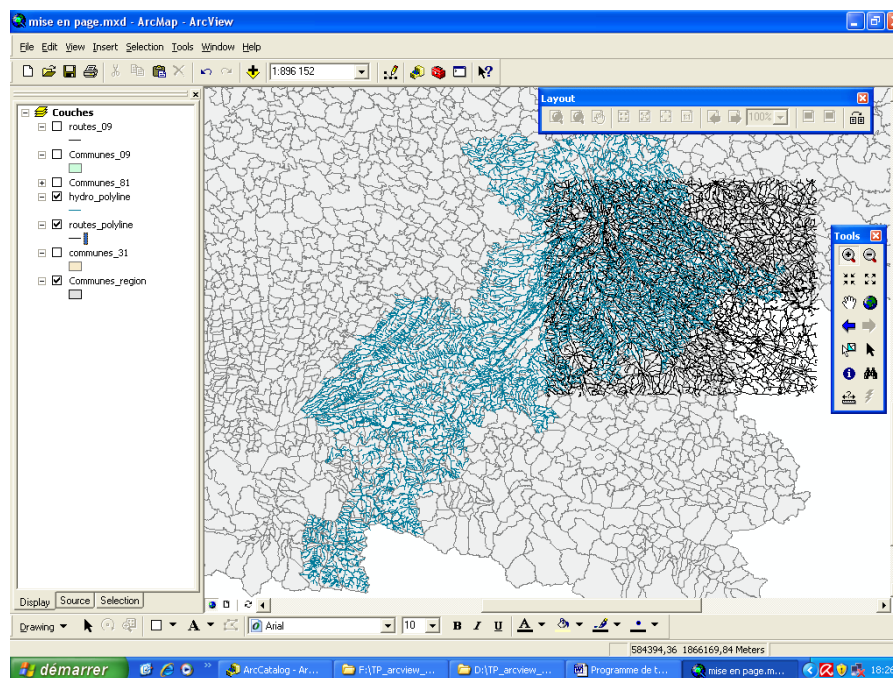 mise en page.mxd - ArcMap - ArcView
File Edit View Insert Selection Tools Window Help
1:896 152
Layout
100%
Couches
routes_09
Communes_09
Communes_81
hydro_polyline
routes_polyline
communes_31
Communes_region
Tools
Display Source Selection
Drawing A Arial 10 B I U A
584394,36 1866169,84 Meters
démarrer ArcCatalog - Ar... F:\TP_arcview_... D:\TP_arcview_... Programme de t... mise en page.m... 18:26